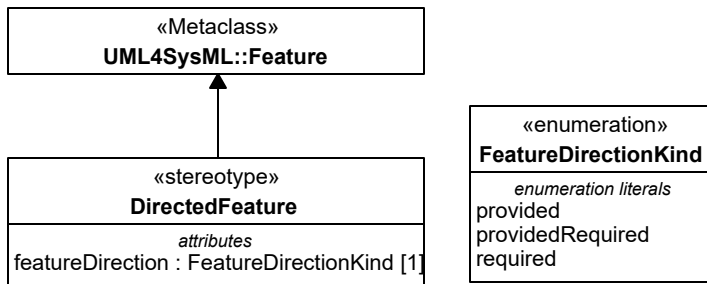 «Metaclass»
UML4SysML::Feature
«stereotype»
DirectedFeature
attributes
featureDirection : FeatureDirectionKind [1]
«enumeration»
FeatureDirectionKind
enumeration literals
provided
providedRequired
required